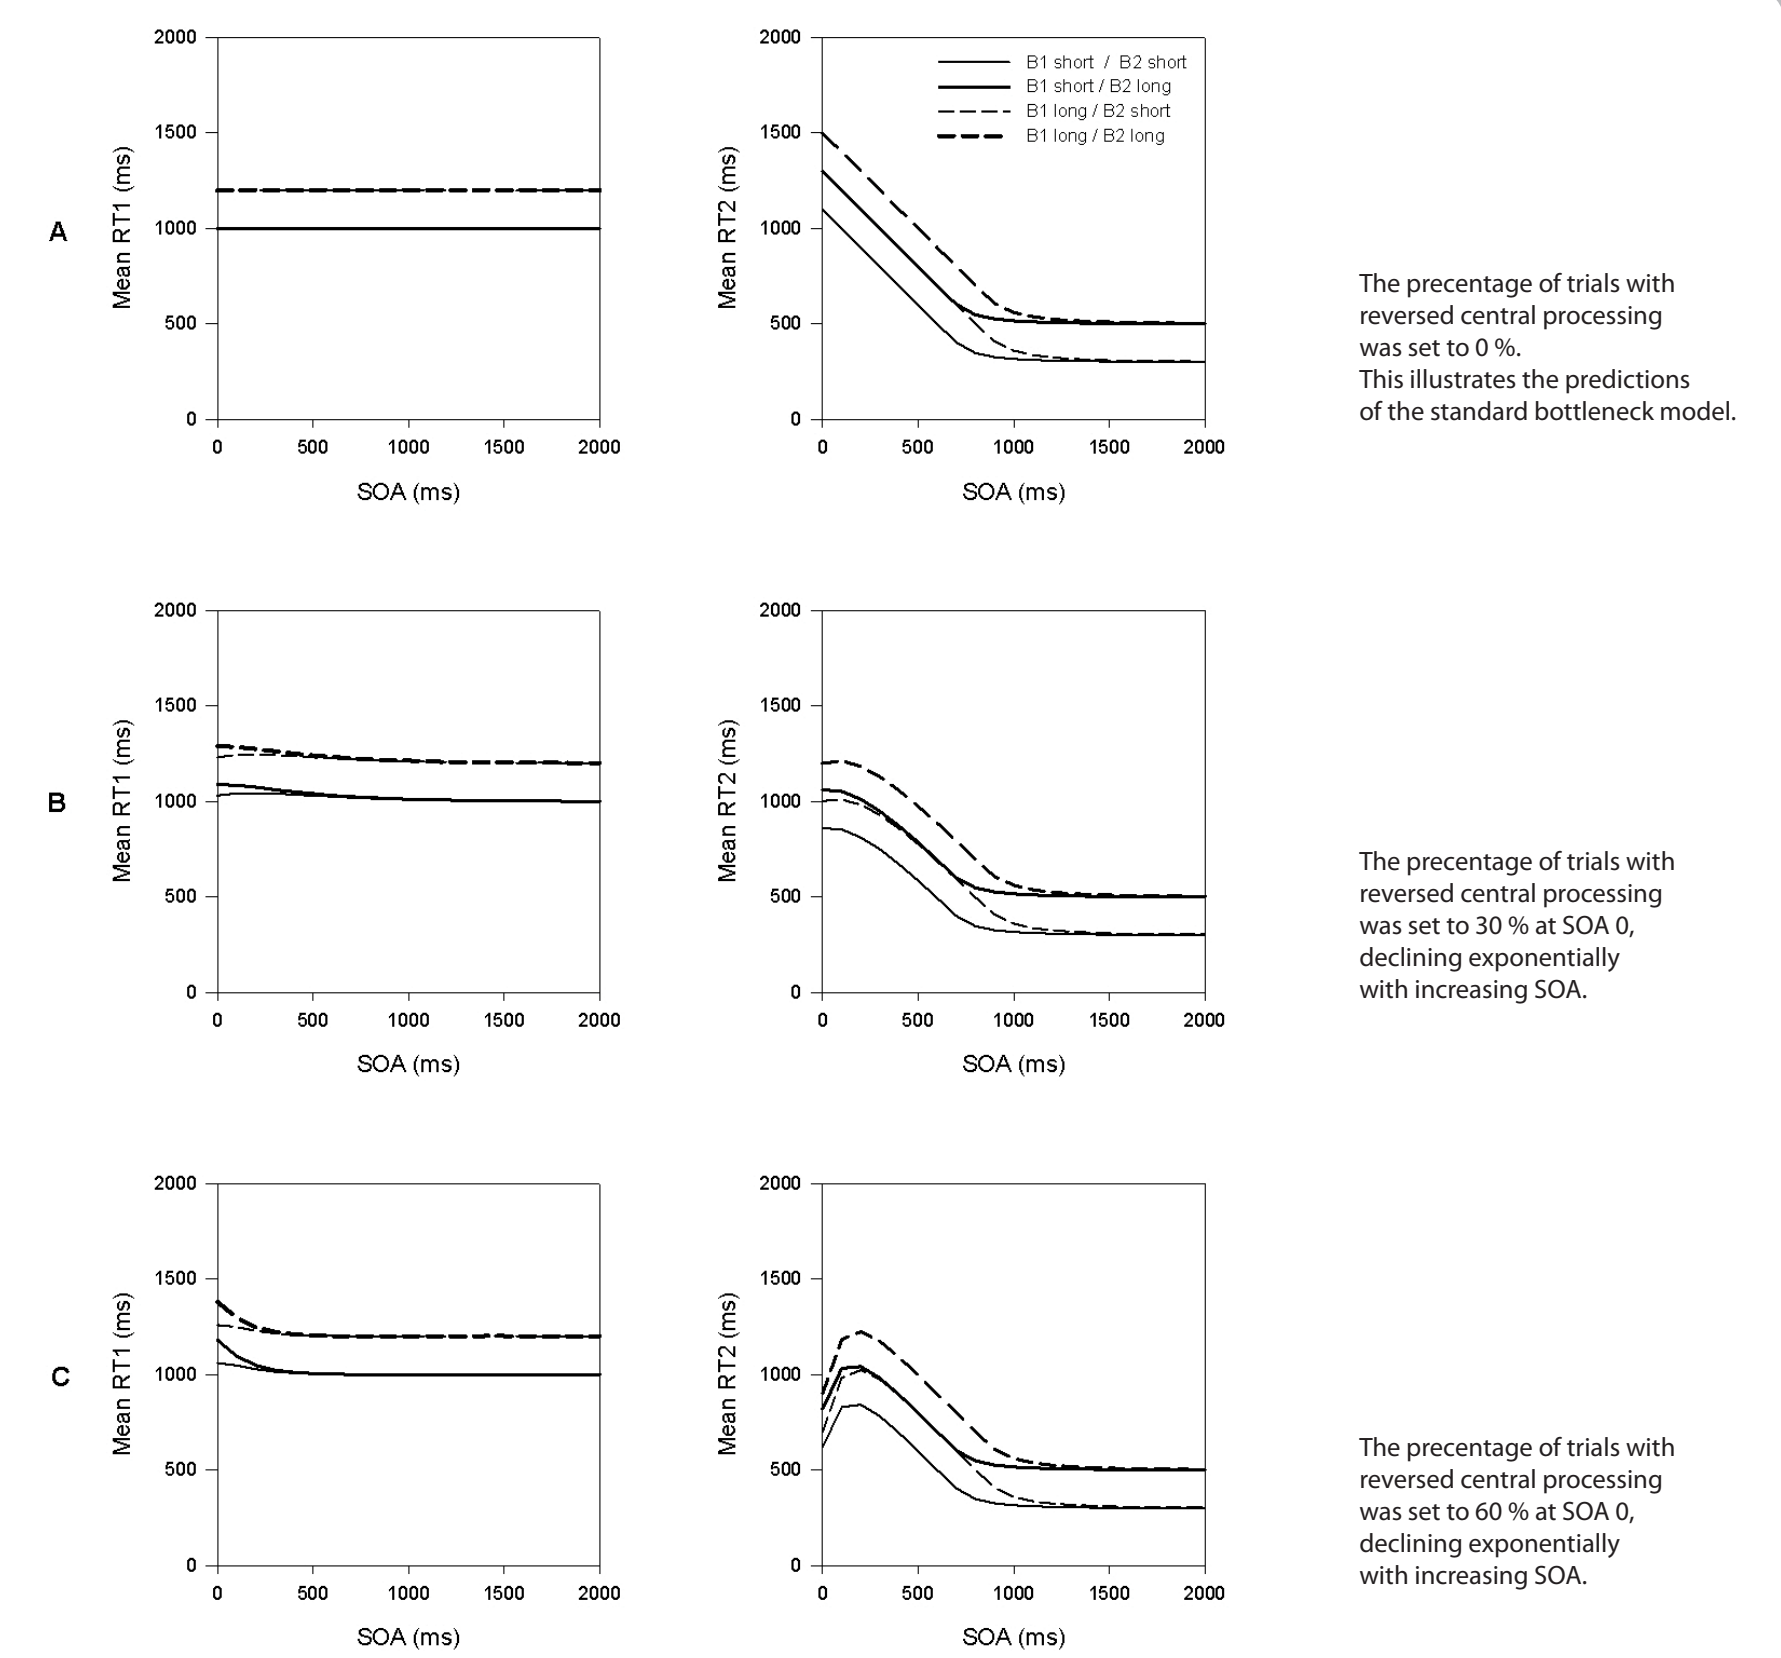 2000
1500
1000
500
0
Mean RT1 (ms)
0 500 1000 1500 2000
SOA (ms)
A
2000
1500
1000
500
0
Mean RT2 (ms)
0 500 1000 1500 2000
SOA (ms)
B1 short / B2 short
B1 short / B2 long
B1 long / B2 short
B1 long / B2 long
The precentage of trials with
reversed central processing
was set to 0 %.
This illustrates the predictions
of the standard bottleneck model.
2000
1500
1000
500
0
Mean RT1 (ms)
0 500 1000 1500 2000
SOA (ms)
B
2000
1500
1000
500
0
Mean RT2 (ms)
0 500 1000 1500 2000
SOA (ms)
The precentage of trials with
reversed central processing
was set to 30 % at SOA 0,
declining exponentially
with increasing SOA.
2000
1500
1000
500
0
Mean RT1 (ms)
0 500 1000 1500 2000
SOA (ms)
C
2000
1500
1000
500
0
Mean RT2 (ms)
0 500 1000 1500 2000
SOA (ms)
The precentage of trials with
reversed central processing
was set to 60 % at SOA 0,
declining exponentially
with increasing SOA.